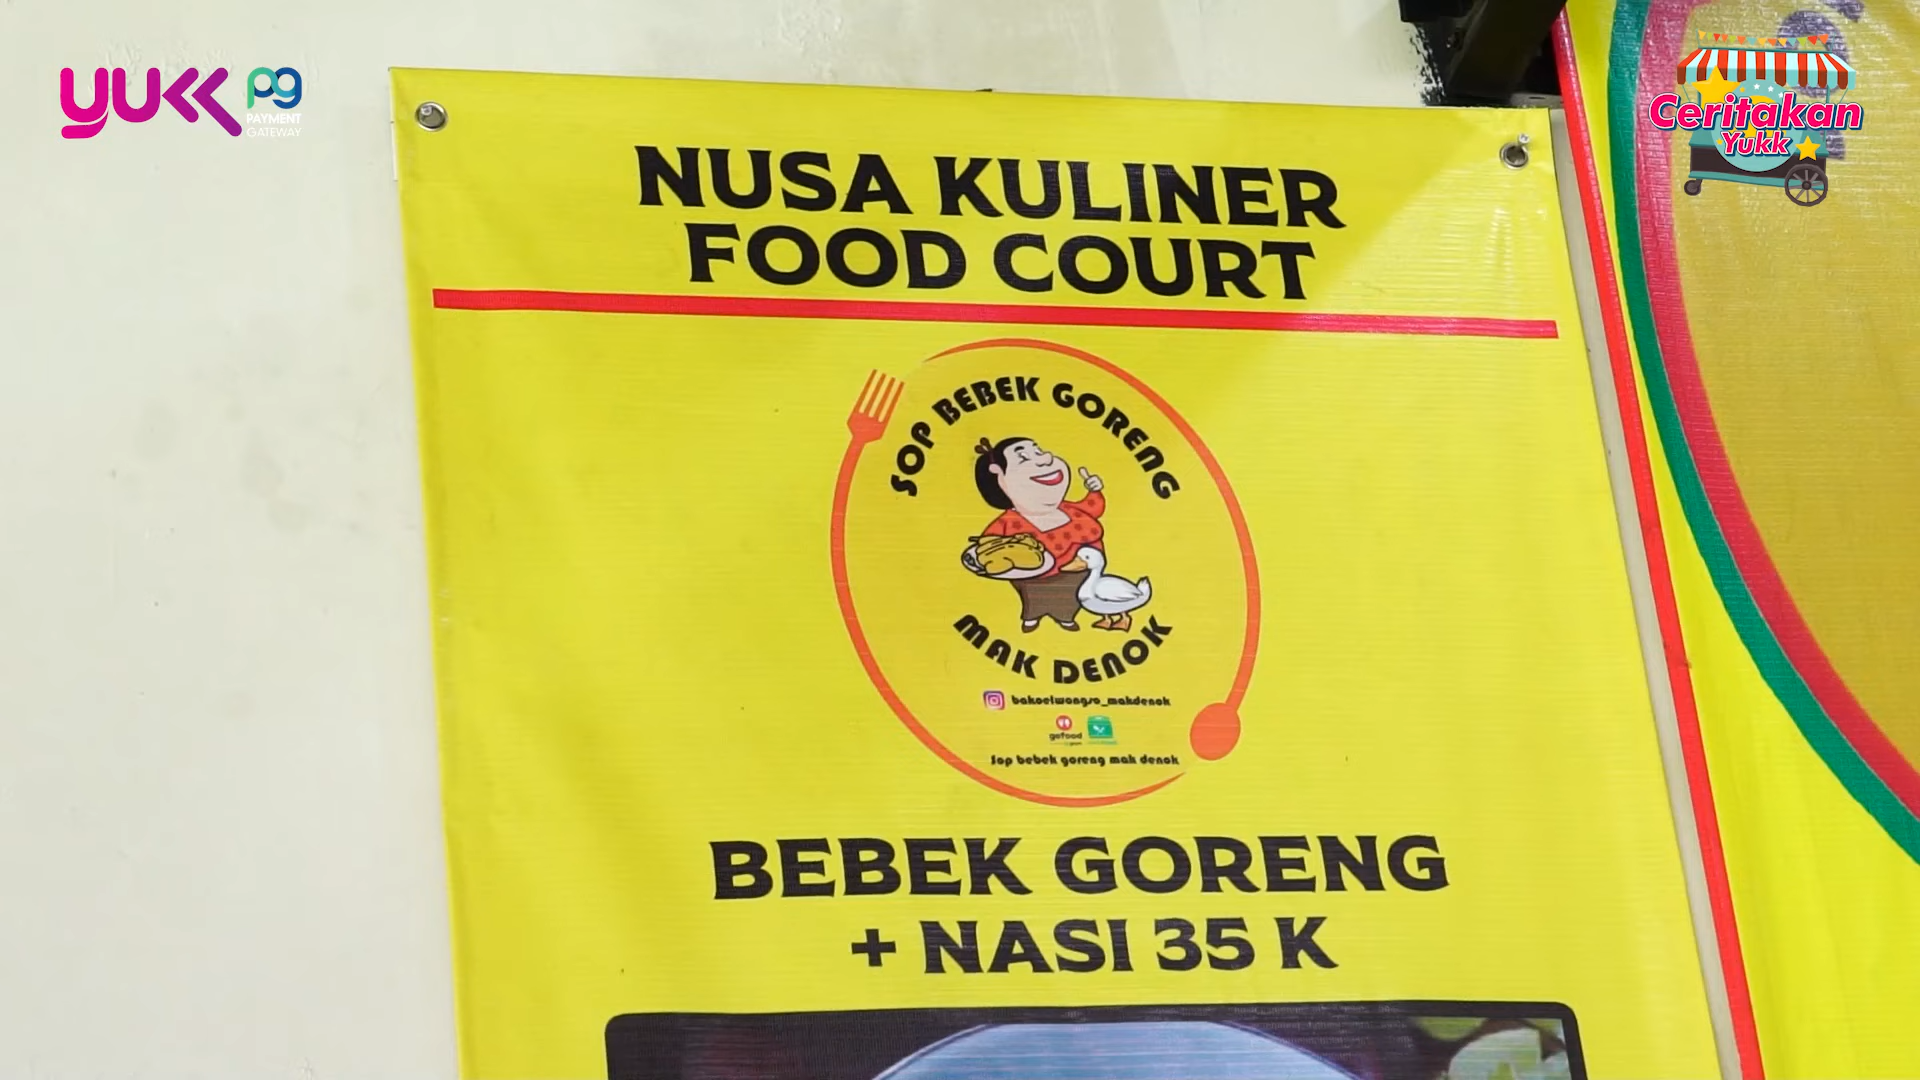 YUKK pg
PAYMENT
GATEWAY
Ceritakan
Yukk
NUSA KULINER
FOOD COURT
SOP BEBEK GORENG
MAK DENOK
bakoelwongso_makdenok
gofood
Sop bebek goreng mak denok
BEBEK GORENG
+ NASI 35 K